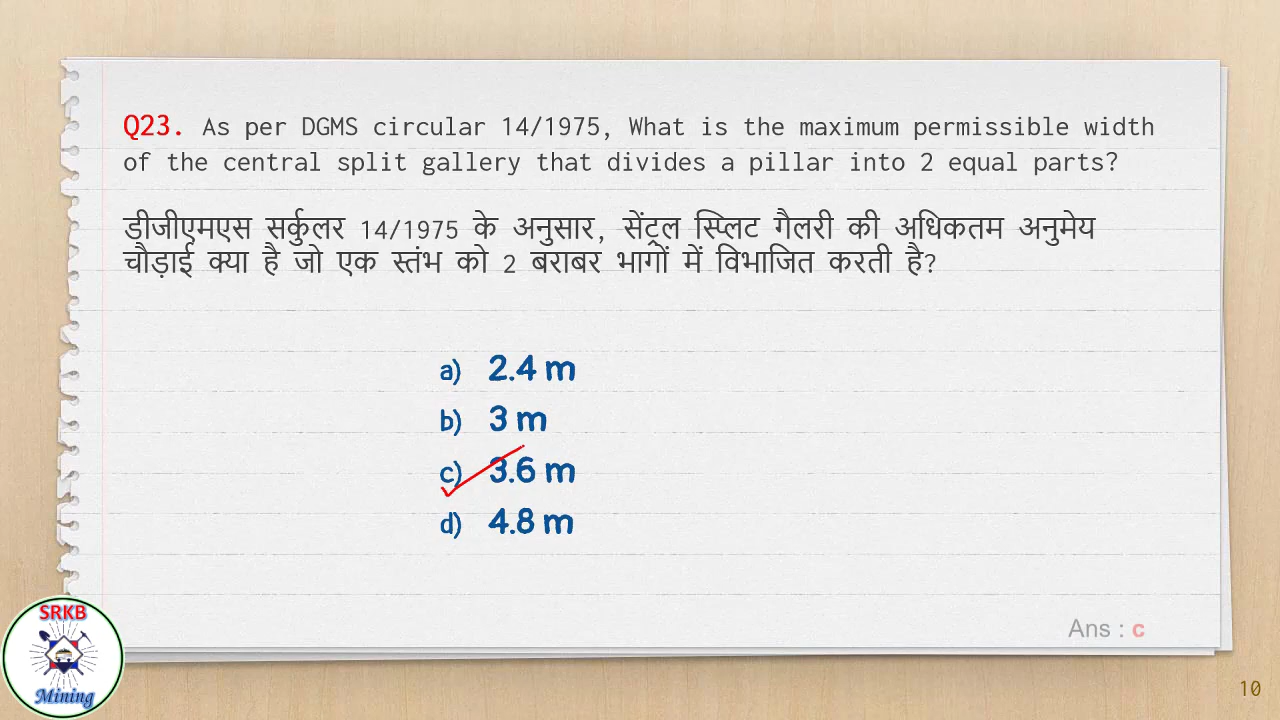 Q23. As per DGMS circular 14/1975, What is the maximum permissible width
of the central split gallery that divides a pillar into 2 equal parts?
डीजीएमएस सर्कुलर 14/1975 के अनुसार, सेंट्रल स्प्लिट गैलरी की अधिकतम अनुमेय
चौड़ाई क्या है जो एक स्तंभ को 2 बराबर भागों में विभाजित करती है?
a) 2.4 m
b) 3 m
c) 3.6 m
d) 4.8 m
Ans : c
SRKB
Mining
10